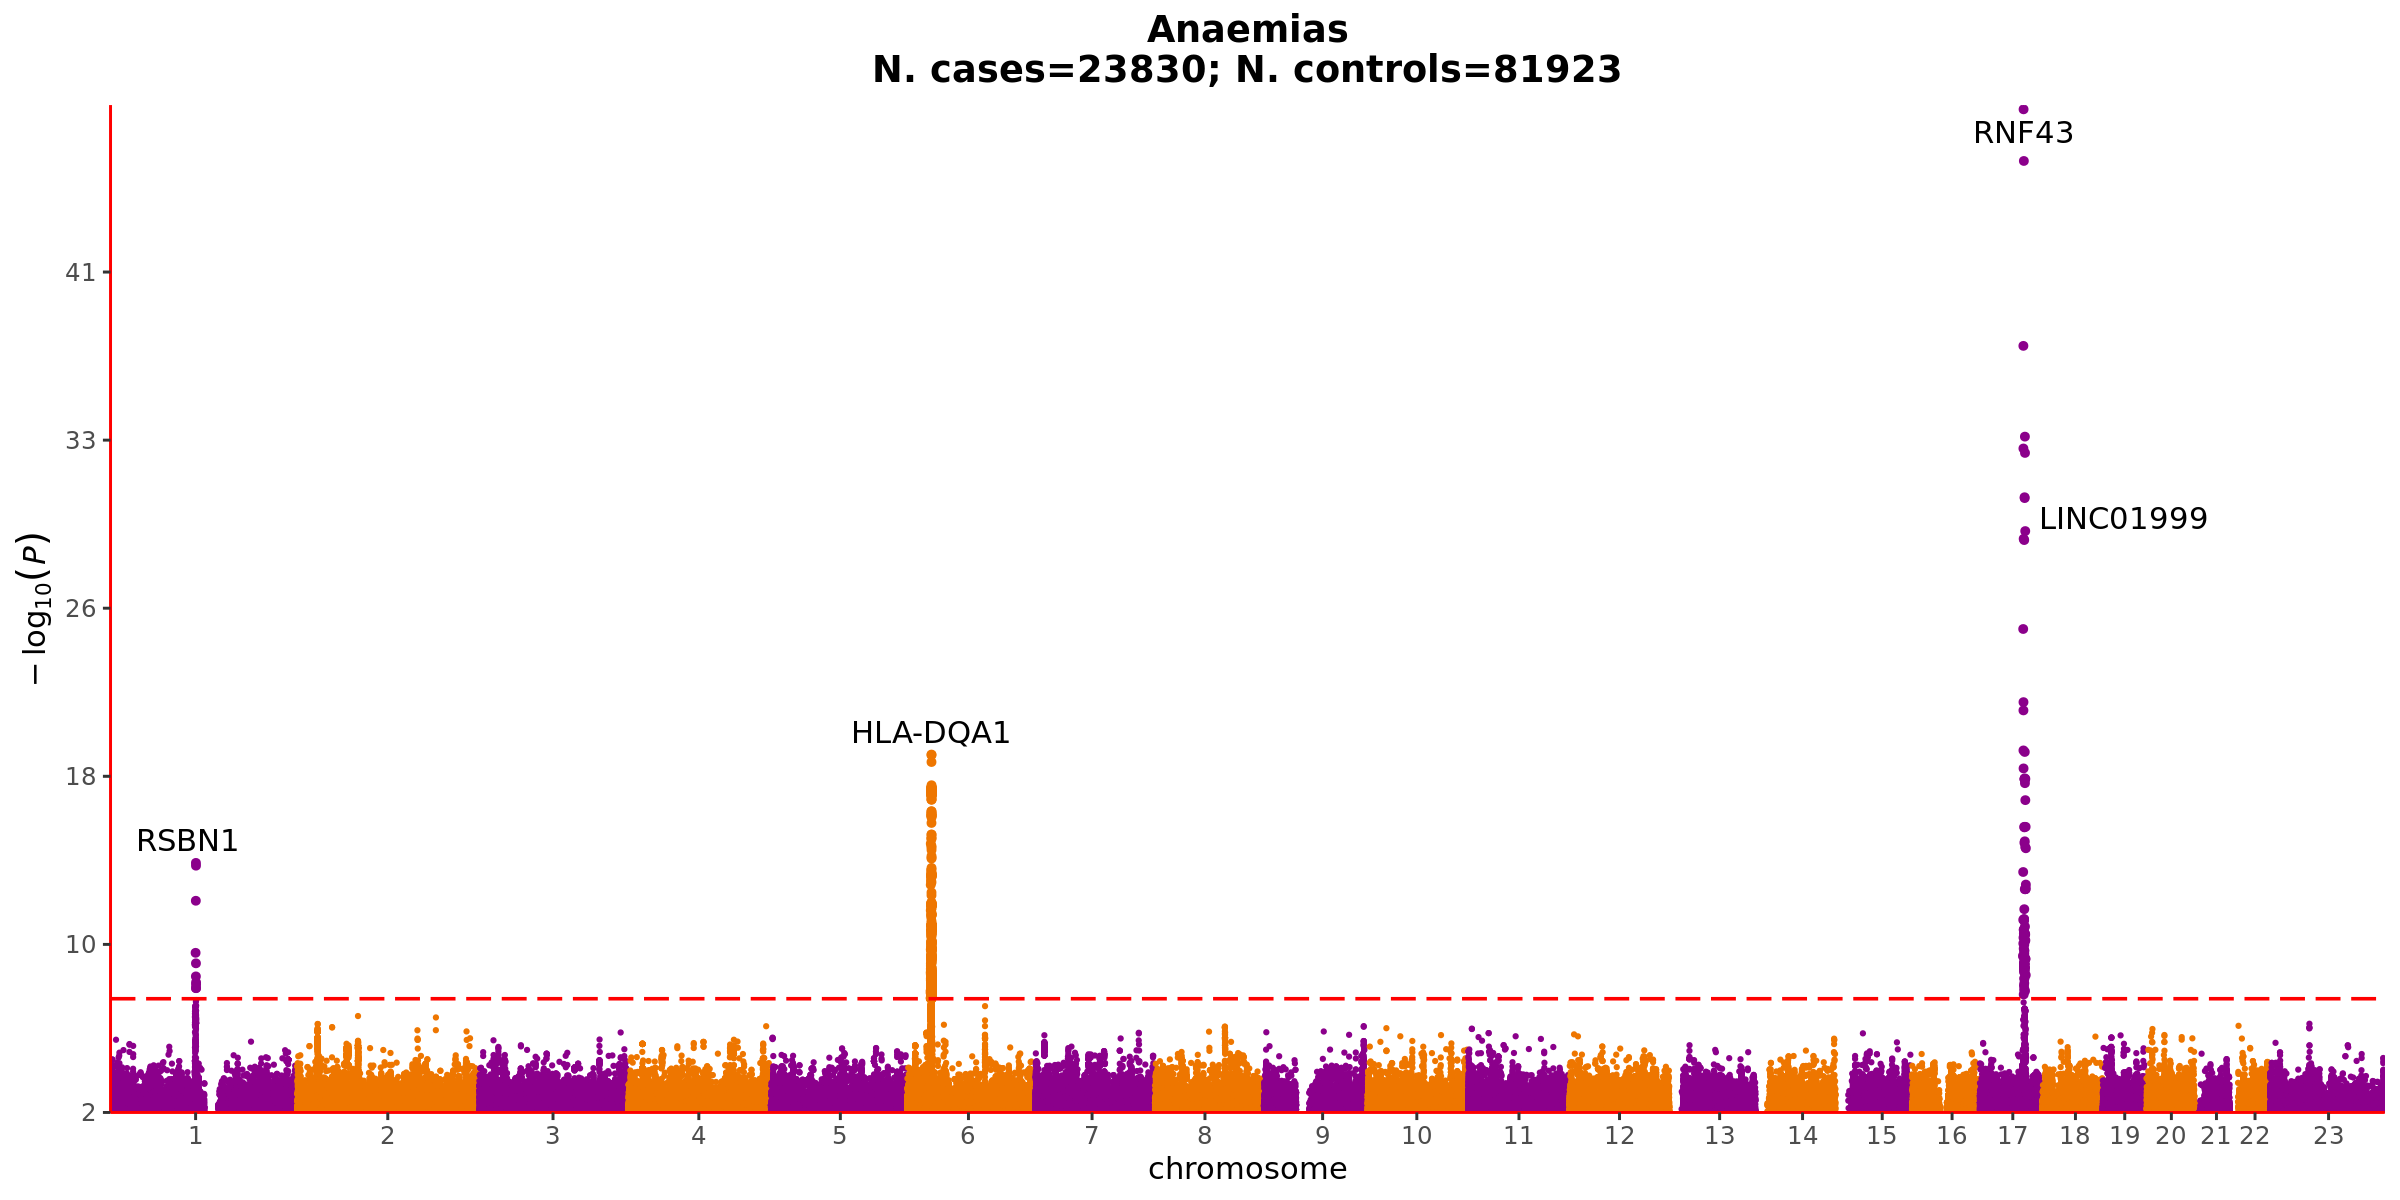 Anaemias
N. cases=23830; N. controls=81923
RNF43
41
33
LINC01999
− log10(P)
26
HLA-DQA1
18
RSBN1
10
2
1 2 3 4 5 6 7 8 9 10 11 12 13 14 15 16 17 18 19 20 21 22 23
chromosome